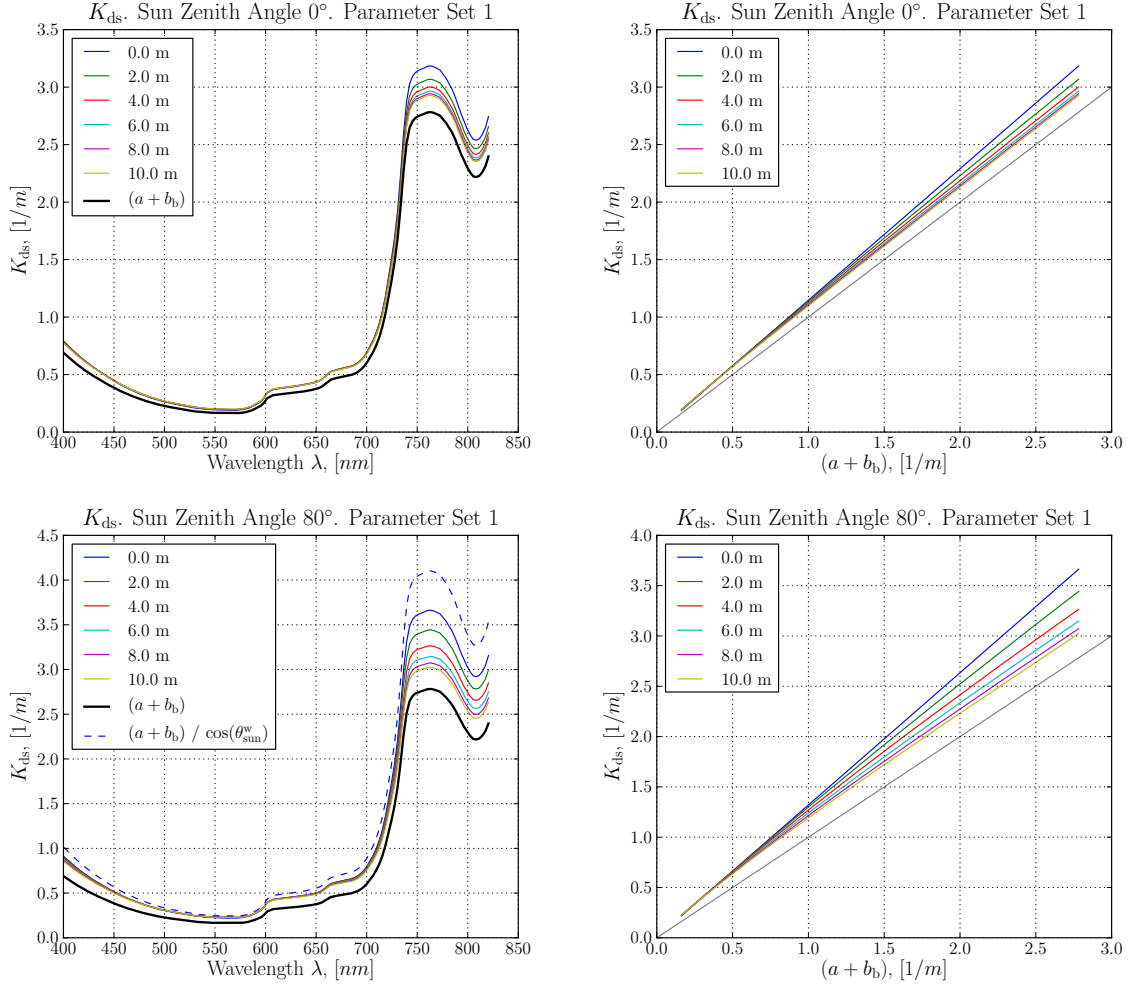 K_ds. Sun Zenith Angle 0°. Parameter Set 1
3.5
3.0
2.5
2.0
1.5
1.0
0.5
0.0
K_ds, [1/m]
0.0 m
2.0 m
4.0 m
6.0 m
8.0 m
10.0 m
(a + b_b)
400 450 500 550 600 650 700 750 800 850
Wavelength λ, [nm]
K_ds. Sun Zenith Angle 0°. Parameter Set 1
3.5
3.0
2.5
2.0
1.5
1.0
0.5
0.0
K_ds, [1/m]
0.0 m
2.0 m
4.0 m
6.0 m
8.0 m
10.0 m
0.0 0.5 1.0 1.5 2.0 2.5 3.0
(a + b_b), [1/m]
K_ds. Sun Zenith Angle 80°. Parameter Set 1
4.5
4.0
3.5
3.0
2.5
2.0
1.5
1.0
0.5
0.0
K_ds, [1/m]
0.0 m
2.0 m
4.0 m
6.0 m
8.0 m
10.0 m
(a + b_b)
(a + b_b) / cos(θ_sun^w)
400 450 500 550 600 650 700 750 800 850
Wavelength λ, [nm]
K_ds. Sun Zenith Angle 80°. Parameter Set 1
4.0
3.5
3.0
2.5
2.0
1.5
1.0
0.5
0.0
K_ds, [1/m]
0.0 m
2.0 m
4.0 m
6.0 m
8.0 m
10.0 m
0.0 0.5 1.0 1.5 2.0 2.5 3.0
(a + b_b), [1/m]